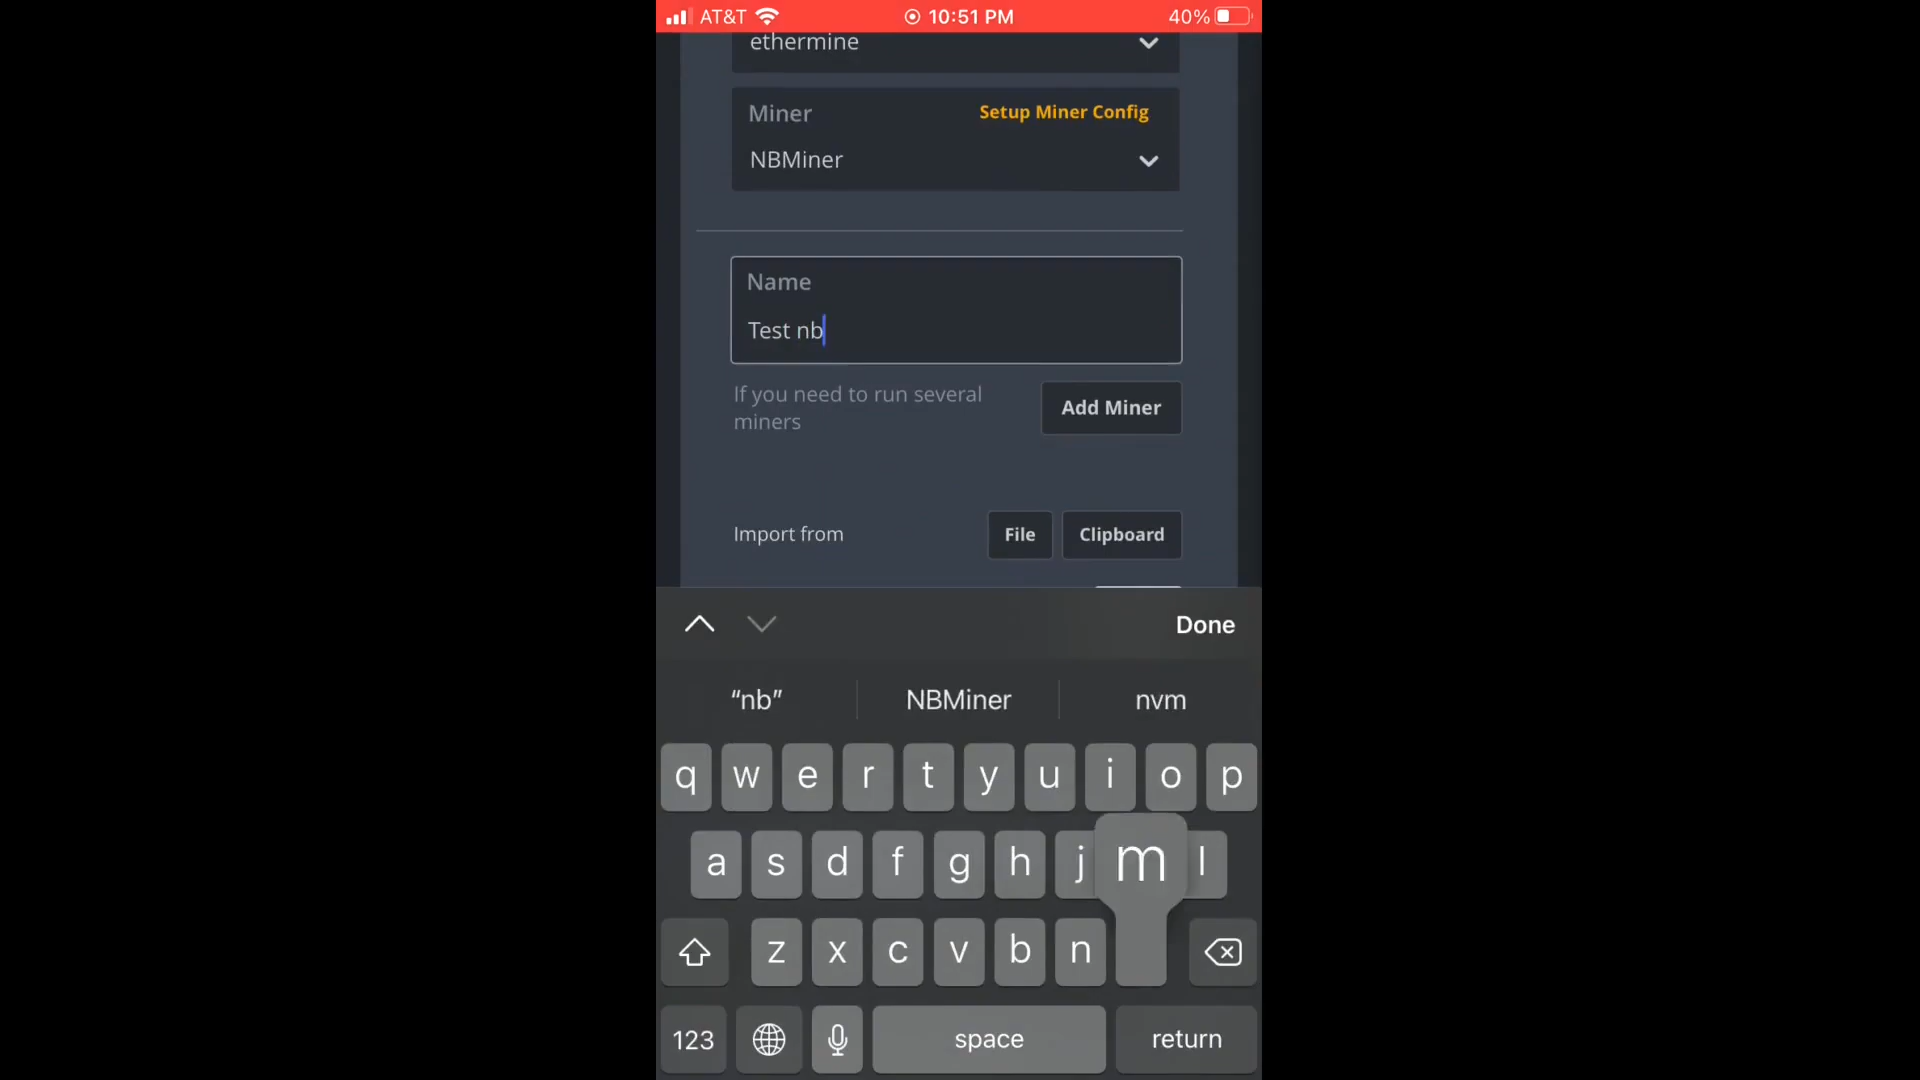 AT&T 10:51 PM 40%
ethermine
Miner Setup Miner Config
NBMiner
Name
Test nb
If you need to run several
miners
Add Miner
Import from File Clipboard
Done
“nb” NBMiner nvm
q w e r t y u i o p
a s d f g h j m l
z x c v b n
123 space return